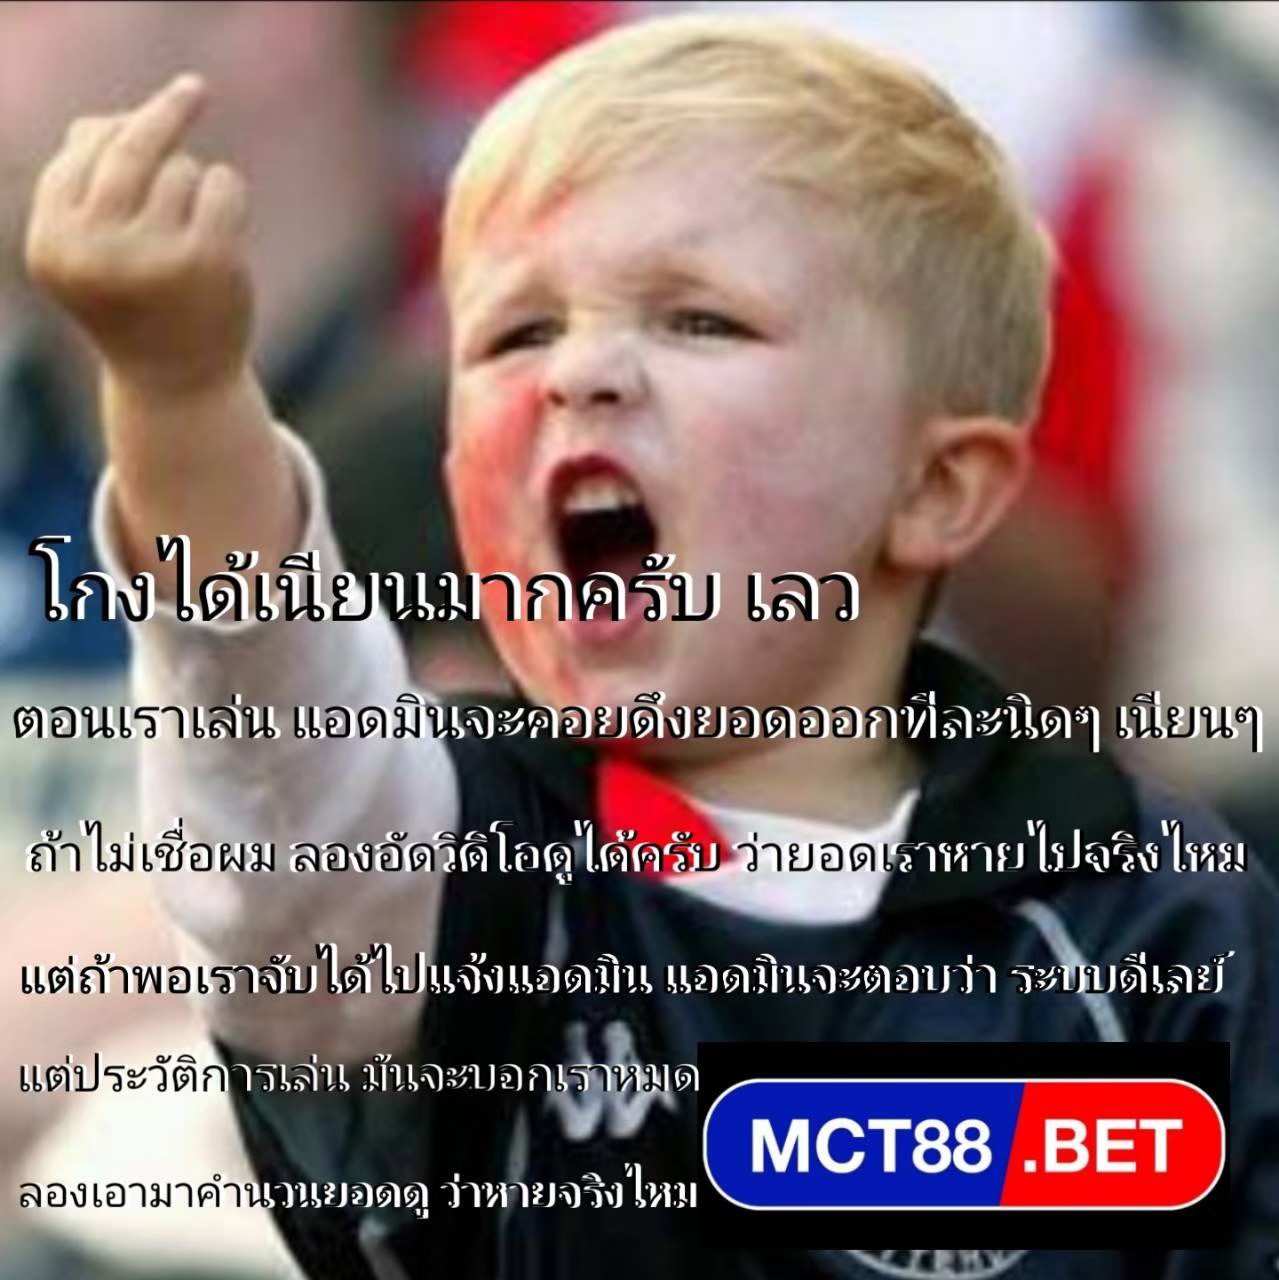 โกงได้เนียนมากครับ เลว
ตอนเราเล่น แอดมินจะคอยดึงยอดออกทีละนิดๆ เนียนๆ
ถ้าไม่เชื่อผม ลองอัดวิดิโอดูได้ครับ ว่ายอดเราหายไปจริงไหม
แต่ถ้าพอเราจับได้ไปแจ้งแอดมิน แอดมินจะตอบว่า ระบบดีเลย์
แต่ประวัติการเล่น มันจะบอกเราหมด
MCT88.BET
ลองเอามาคำนวนยอดดู ว่าหายจริงไหม